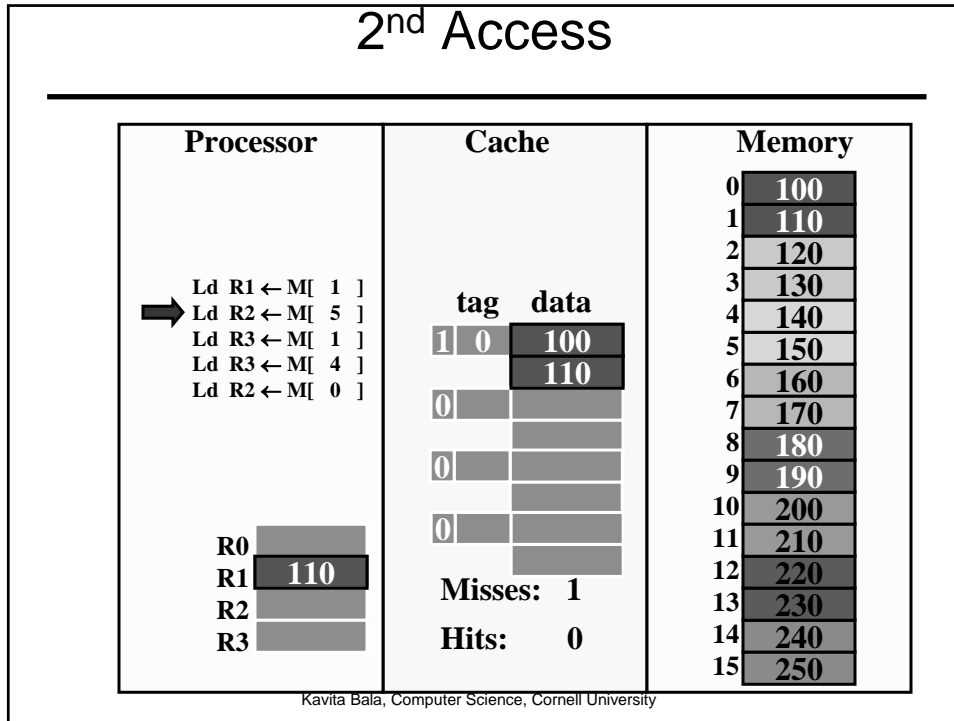 2nd Access
Processor
Ld R1 ← M[ 1 ]
Ld R2 ← M[ 5 ]
Ld R3 ← M[ 1 ]
Ld R3 ← M[ 4 ]
Ld R2 ← M[ 0 ]
R0
R1 110
R2
R3
Cache
tag data
1 0 100
110
0
0
0
Misses: 1
Hits: 0
Memory
0 100
1 110
2 120
3 130
4 140
5 150
6 160
7 170
8 180
9 190
10 200
11 210
12 220
13 230
14 240
15 250
Kavita Bala, Computer Science, Cornell University